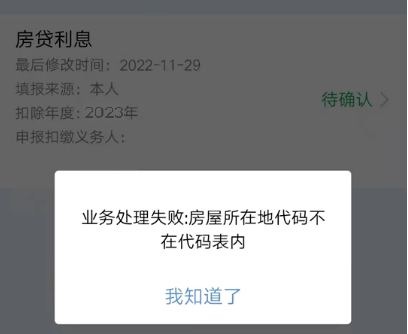 房贷利息
最后修改时间：2022-11-29
填报来源：本人
待确认
扣除年度：2023年
申报扣缴义务人：
业务处理失败:房屋所在地代码不
在代码表内
我知道了